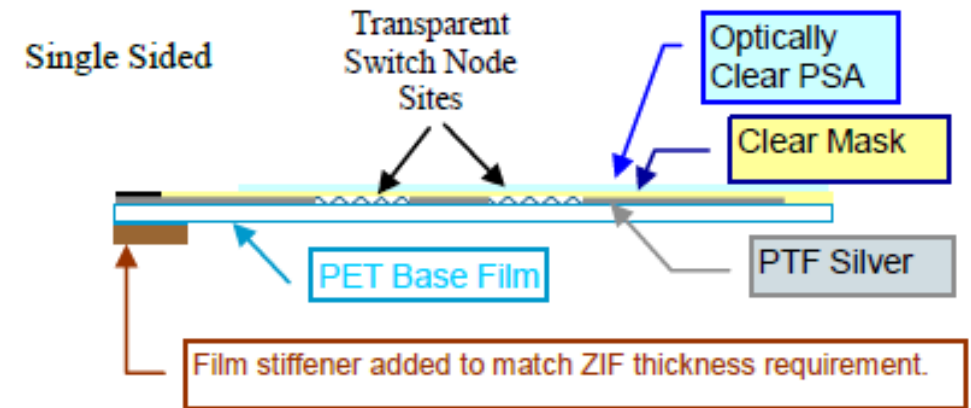 Single Sided
Transparent
Switch Node
Sites
Optically
Clear PSA
Clear Mask
PTF Silver
PET Base Film
Film stiffener added to match ZIF thickness requirement.